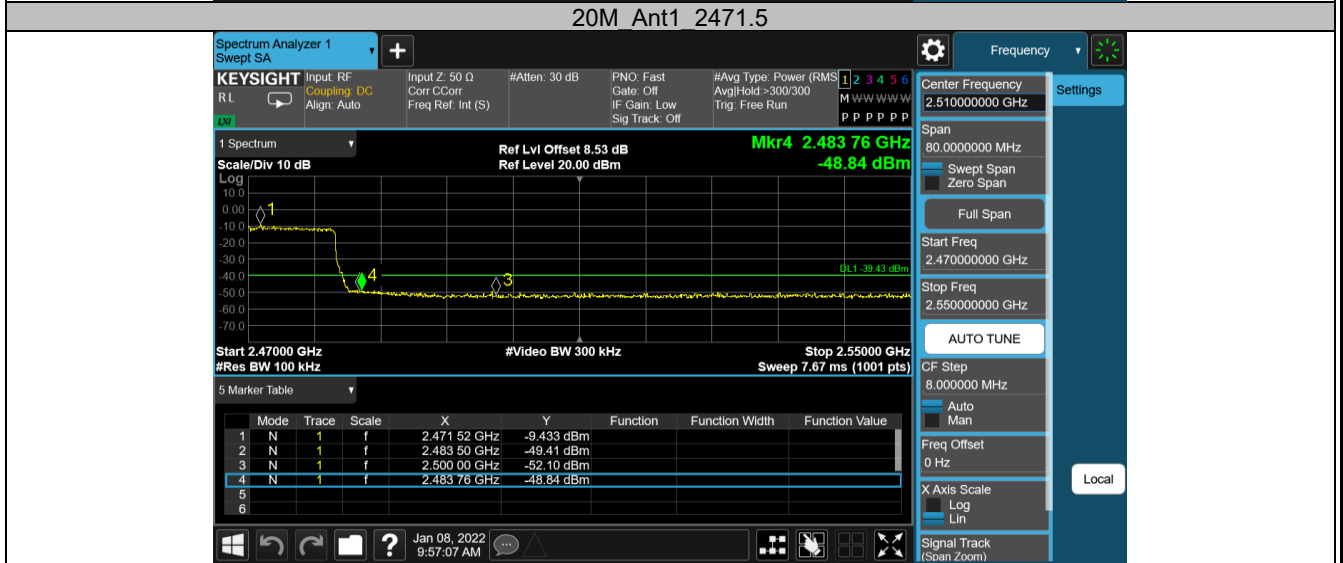 20M_Ant1_2471.5
Spectrum Analyzer 1
Swept SA
+
Frequency
KEYSIGHT
RL
LXI
Input: RF
Coupling: DC
Align: Auto
Input Z: 50 Ω
Corr CCorr
Freq Ref: Int (S)
#Atten: 30 dB
PNO: Fast
Gate: Off
IF Gain: Low
Sig Track: Off
#Avg Type: Power (RMS
Avg|Hold:>300/300
Trig: Free Run
1 2 3 4 5 6
M W W W W W
P P P P P P
1 Spectrum
Scale/Div 10 dB
Ref Lvl Offset 8.53 dB
Ref Level 20.00 dBm
Mkr4 2.483 76 GHz
-48.84 dBm
Log
10.0
0.00
-10.0
-20.0
-30.0
-40.0
-50.0
-60.0
-70.0
1
4
3
DL1 -39.43 dBm
Start 2.47000 GHz
#Res BW 100 kHz
#Video BW 300 kHz
Stop 2.55000 GHz
Sweep 7.67 ms (1001 pts)
5 Marker Table
Mode Trace Scale X Y Function Function Width Function Value
1 N 1 f 2.471 52 GHz -9.433 dBm
2 N 1 f 2.483 50 GHz -49.41 dBm
3 N 1 f 2.500 00 GHz -52.10 dBm
4 N 1 f 2.483 76 GHz -48.84 dBm
5
6
?
Jan 08, 2022
9:57:07 AM
Center Frequency
2.510000000 GHz
Span
80.0000000 MHz
Swept Span
Zero Span
Full Span
Start Freq
2.470000000 GHz
Stop Freq
2.550000000 GHz
AUTO TUNE
CF Step
8.000000 MHz
Auto
Man
Freq Offset
0 Hz
X Axis Scale
Log
Lin
Signal Track
(Span Zoom)
Settings
Local